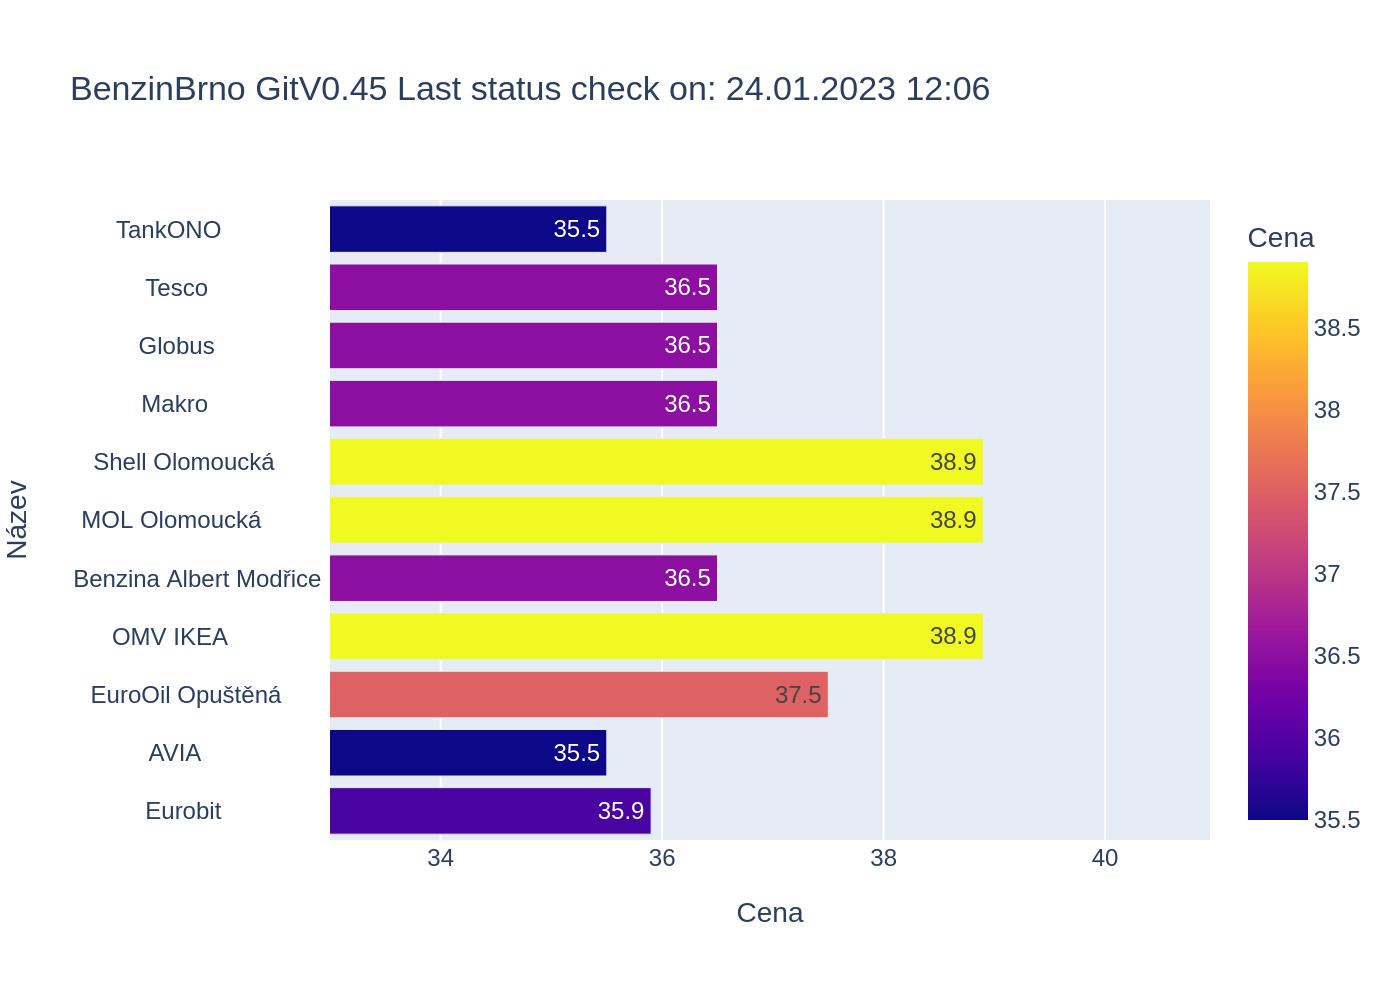 BenzinBrno GitV0.45 Last status check on: 24.01.2023 12:06
Název
TankONO 35.5
Tesco 36.5
Globus 36.5
Makro 36.5
Shell Olomoucká 38.9
MOL Olomoucká 38.9
Benzina Albert Modřice 36.5
OMV IKEA 38.9
EuroOil Opuštěná 37.5
AVIA 35.5
Eurobit 35.9
34 36 38 40
Cena
Cena
38.5
38
37.5
37
36.5
36
35.5